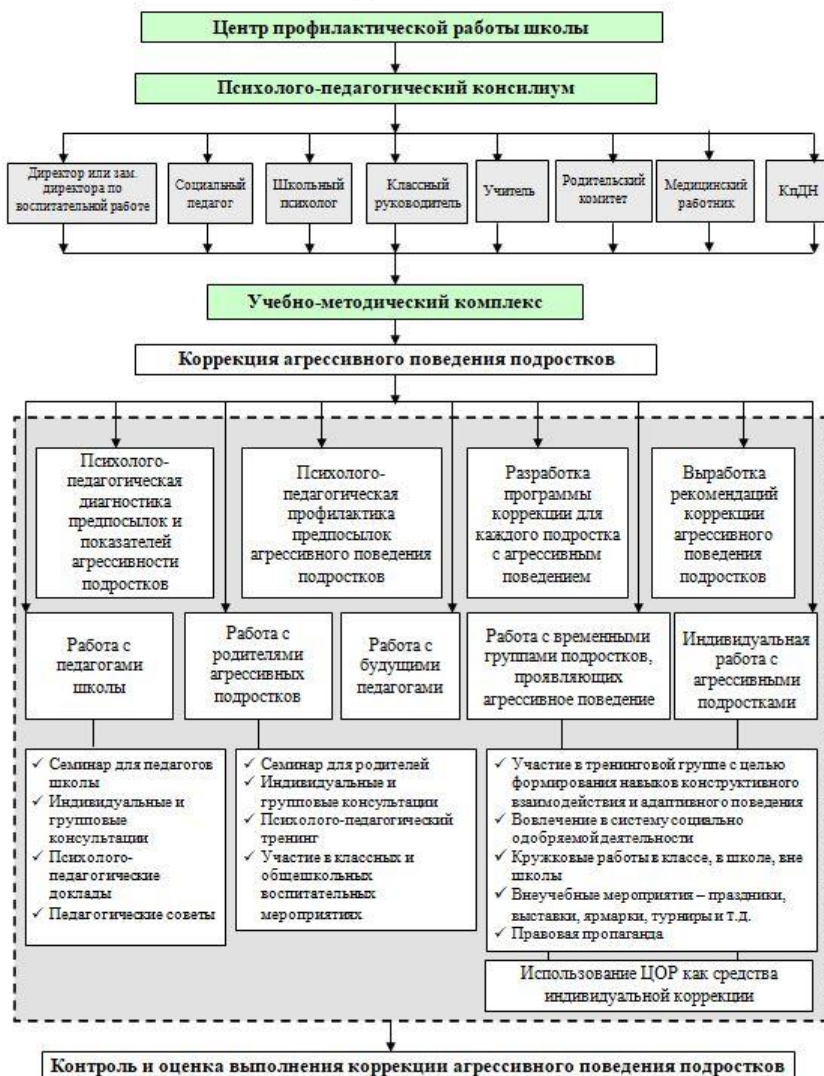 Центр профилактической работы школы
Психолого-педагогический консилиум
Директор или зам.
директора по
воспитательной работе
Социальный
педагог
Школьный
психолог
Классный
руководитель
Учитель
Родительский
комитет
Медицинский
работник
КпДН
Учебно-методический комплекс
Коррекция агрессивного поведения подростков
Психолого-
педагогическая
диагностика
предпосылок и
показателей
агрессивности
подростков
Психолого-
педагогическая
профилактика
предпосылок
агрессивного поведения
подростков
Разработка
программы
коррекции для
каждого подростка
с агрессивным
поведением
Выработка
рекомендаций
коррекции
агрессивного
поведения
подростков
Работа с
педагогами
школы
Работа с
родителями
агрессивных
подростков
Работа с
будущими
педагогами
Работа с временными
группами подростков,
проявляющих
агрессивное поведение
Индивидуальная
работа с
агрессивными
подростками
✓ Семинар для педагогов
школы
✓ Индивидуальные и
групповые
консультации
✓ Психолого-
педагогические
доклады
✓ Педагогические советы
✓ Семинар для родителей
✓ Индивидуальные и
групповые консультации
✓ Психолого-педагогический
тренинг
✓ Участие в классных и
общешкольных
воспитательных
мероприятиях
✓ Участие в тренинговой группе с целью
формирования навыков конструктивного
взаимодействия и адаптивного поведения
✓ Вовлечение в систему социально
одобряемой деятельности
✓ Кружковые работы в классе, в школе, вне
школы
✓ Внеучебные мероприятия – праздники,
выставки, ярмарки, турниры и т.д.
✓ Правовая пропаганда
Использование ЦОР как средства
индивидуальной коррекции
Контроль и оценка выполнения коррекции агрессивного поведения подростков